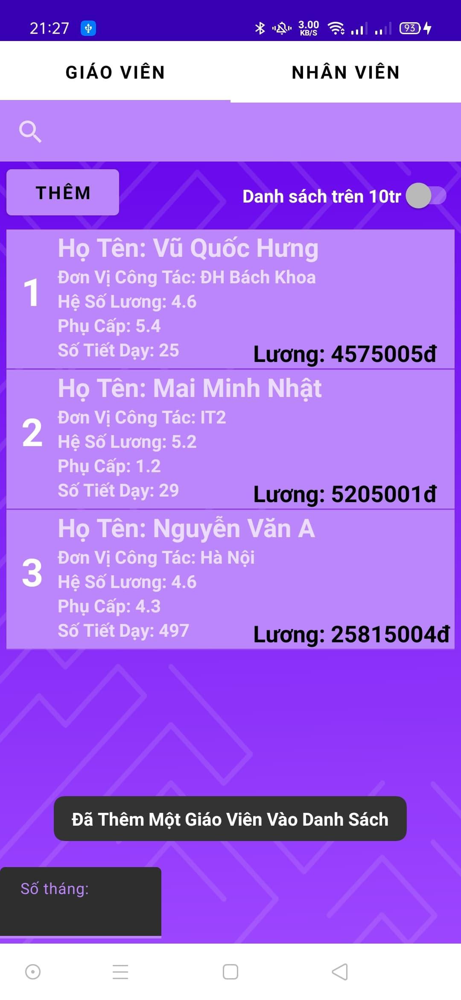 21:27
3.00
KB/S
93
GIÁO VIÊN
NHÂN VIÊN
THÊM
Danh sách trên 10tr
1
Họ Tên: Vũ Quốc Hưng
Đơn Vị Công Tác: ĐH Bách Khoa
Hệ Số Lương: 4.6
Phụ Cấp: 5.4
Số Tiết Dạy: 25
Lương: 4575005đ
2
Họ Tên: Mai Minh Nhật
Đơn Vị Công Tác: IT2
Hệ Số Lương: 5.2
Phụ Cấp: 1.2
Số Tiết Dạy: 29
Lương: 5205001đ
3
Họ Tên: Nguyễn Văn A
Đơn Vị Công Tác: Hà Nội
Hệ Số Lương: 4.6
Phụ Cấp: 4.3
Số Tiết Dạy: 497
Lương: 25815004đ
Đã Thêm Một Giáo Viên Vào Danh Sách
Số tháng: